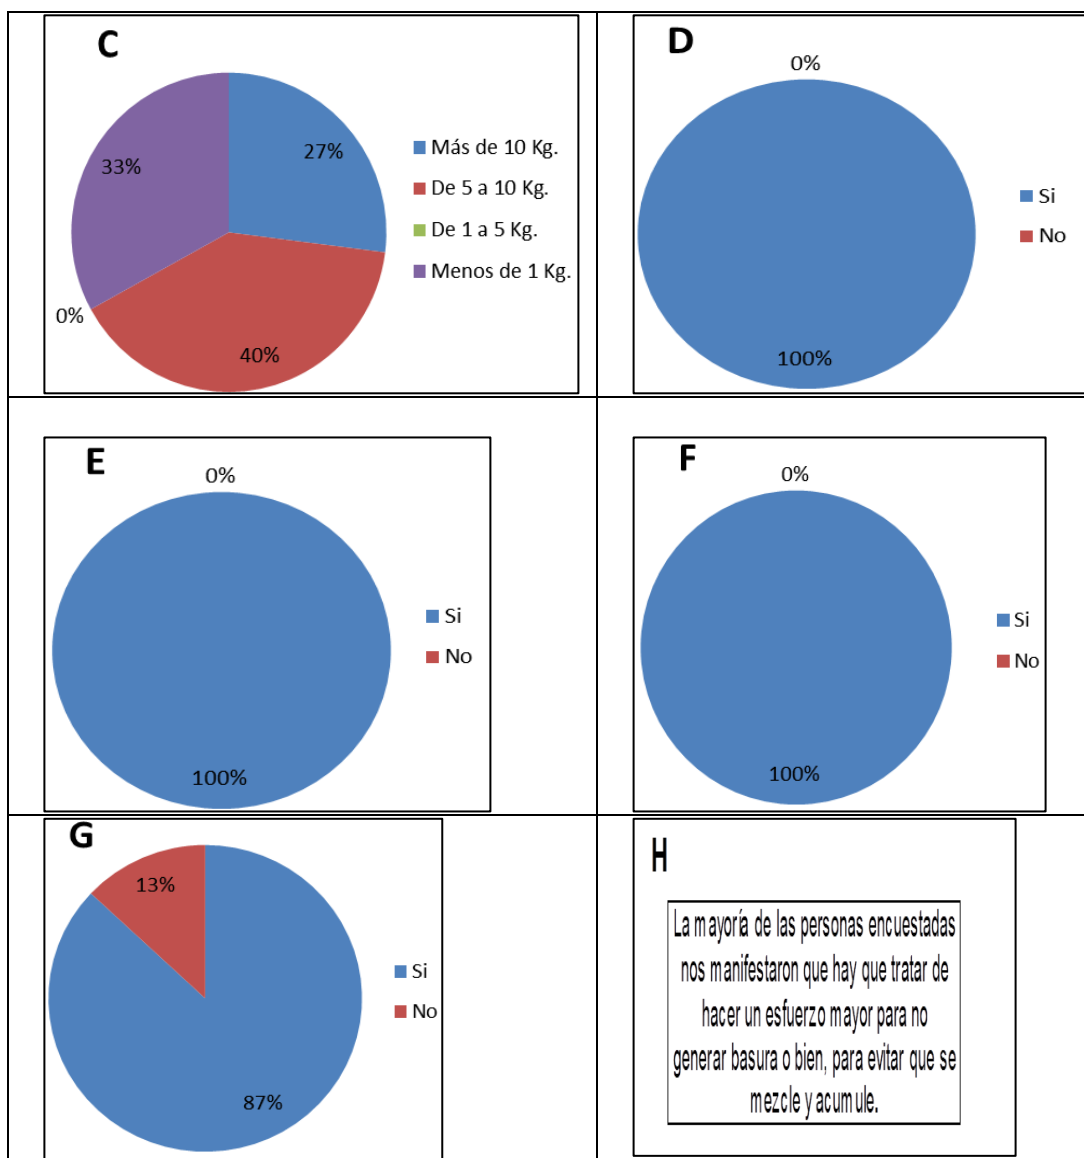 C
27%
33%
0%
40%
Más de 10 Kg.
De 5 a 10 Kg.
De 1 a 5 Kg.
Menos de 1 Kg.
D
0%
100%
Si
No
E
0%
100%
Si
No
F
0%
100%
Si
No
G
13%
87%
Si
No
H
La mayoría de las personas encuestadas
nos manifestaron que hay que tratar de
hacer un esfuerzo mayor para no
generar basura o bien, para evitar que se
mezcle y acumule.